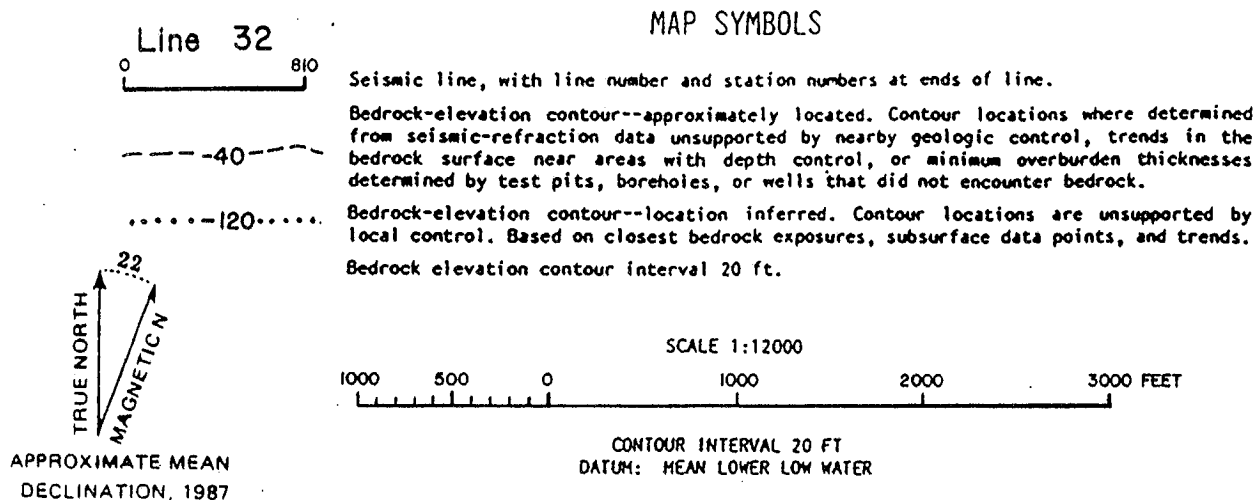 MAP SYMBOLS
Line 32
0 810
Seismic line, with line number and station numbers at ends of line.
Bedrock-elevation contour--approximately located. Contour locations where determined
from seismic-refraction data unsupported by nearby geologic control, trends in the
bedrock surface near areas with depth control, or minimum overburden thicknesses
determined by test pits, boreholes, or wells that did not encounter bedrock.
-40
Bedrock-elevation contour--location inferred. Contour locations are unsupported by
local control. Based on closest bedrock exposures, subsurface data points, and trends.
-120
Bedrock elevation contour interval 20 ft.
22
TRUE NORTH
MAGNETIC N
APPROXIMATE MEAN
DECLINATION, 1987
SCALE 1:12000
1000 500 0 1000 2000 3000 FEET
CONTOUR INTERVAL 20 FT
DATUM: MEAN LOWER LOW WATER